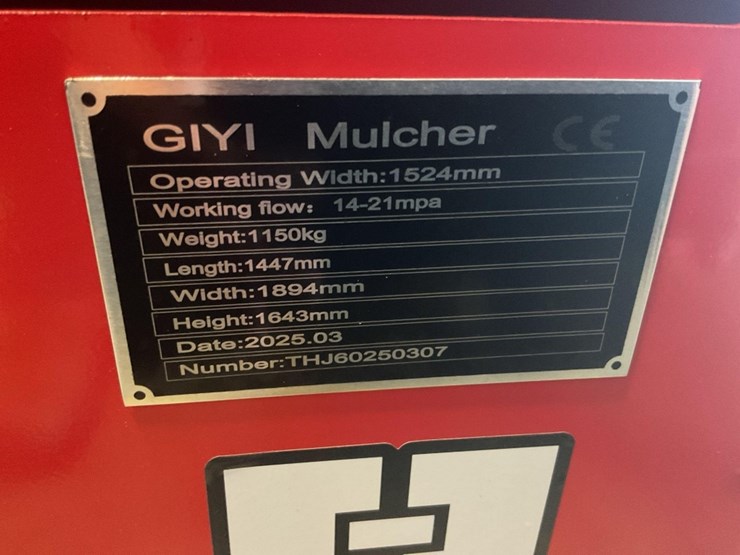 GIYI Mulcher CE
Operating Width:1524mm
Working flow: 14-21mpa
Weight:1150kg
Length:1447mm
Width:1894mm
Height:1643mm
Date:2025.03
Number:THJ60250307